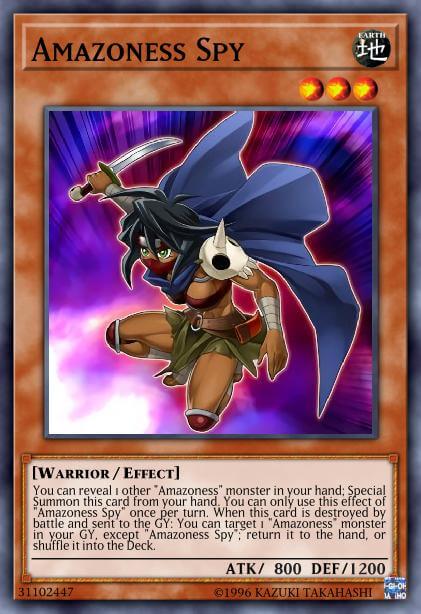 Amazoness Spy
EARTH
地
[Warrior / Effect]
You can reveal 1 other "Amazoness" monster in your hand; Special
Summon this card from your hand. You can only use this effect of
"Amazoness Spy" once per turn. When this card is destroyed by
battle and sent to the GY: You can target 1 "Amazoness" monster
in your GY, except "Amazoness Spy"; return it to the hand, or
shuffle it into the Deck.
ATK/ 800 DEF/1200
31102447
©1996 KAZUKI TAKAHASHI